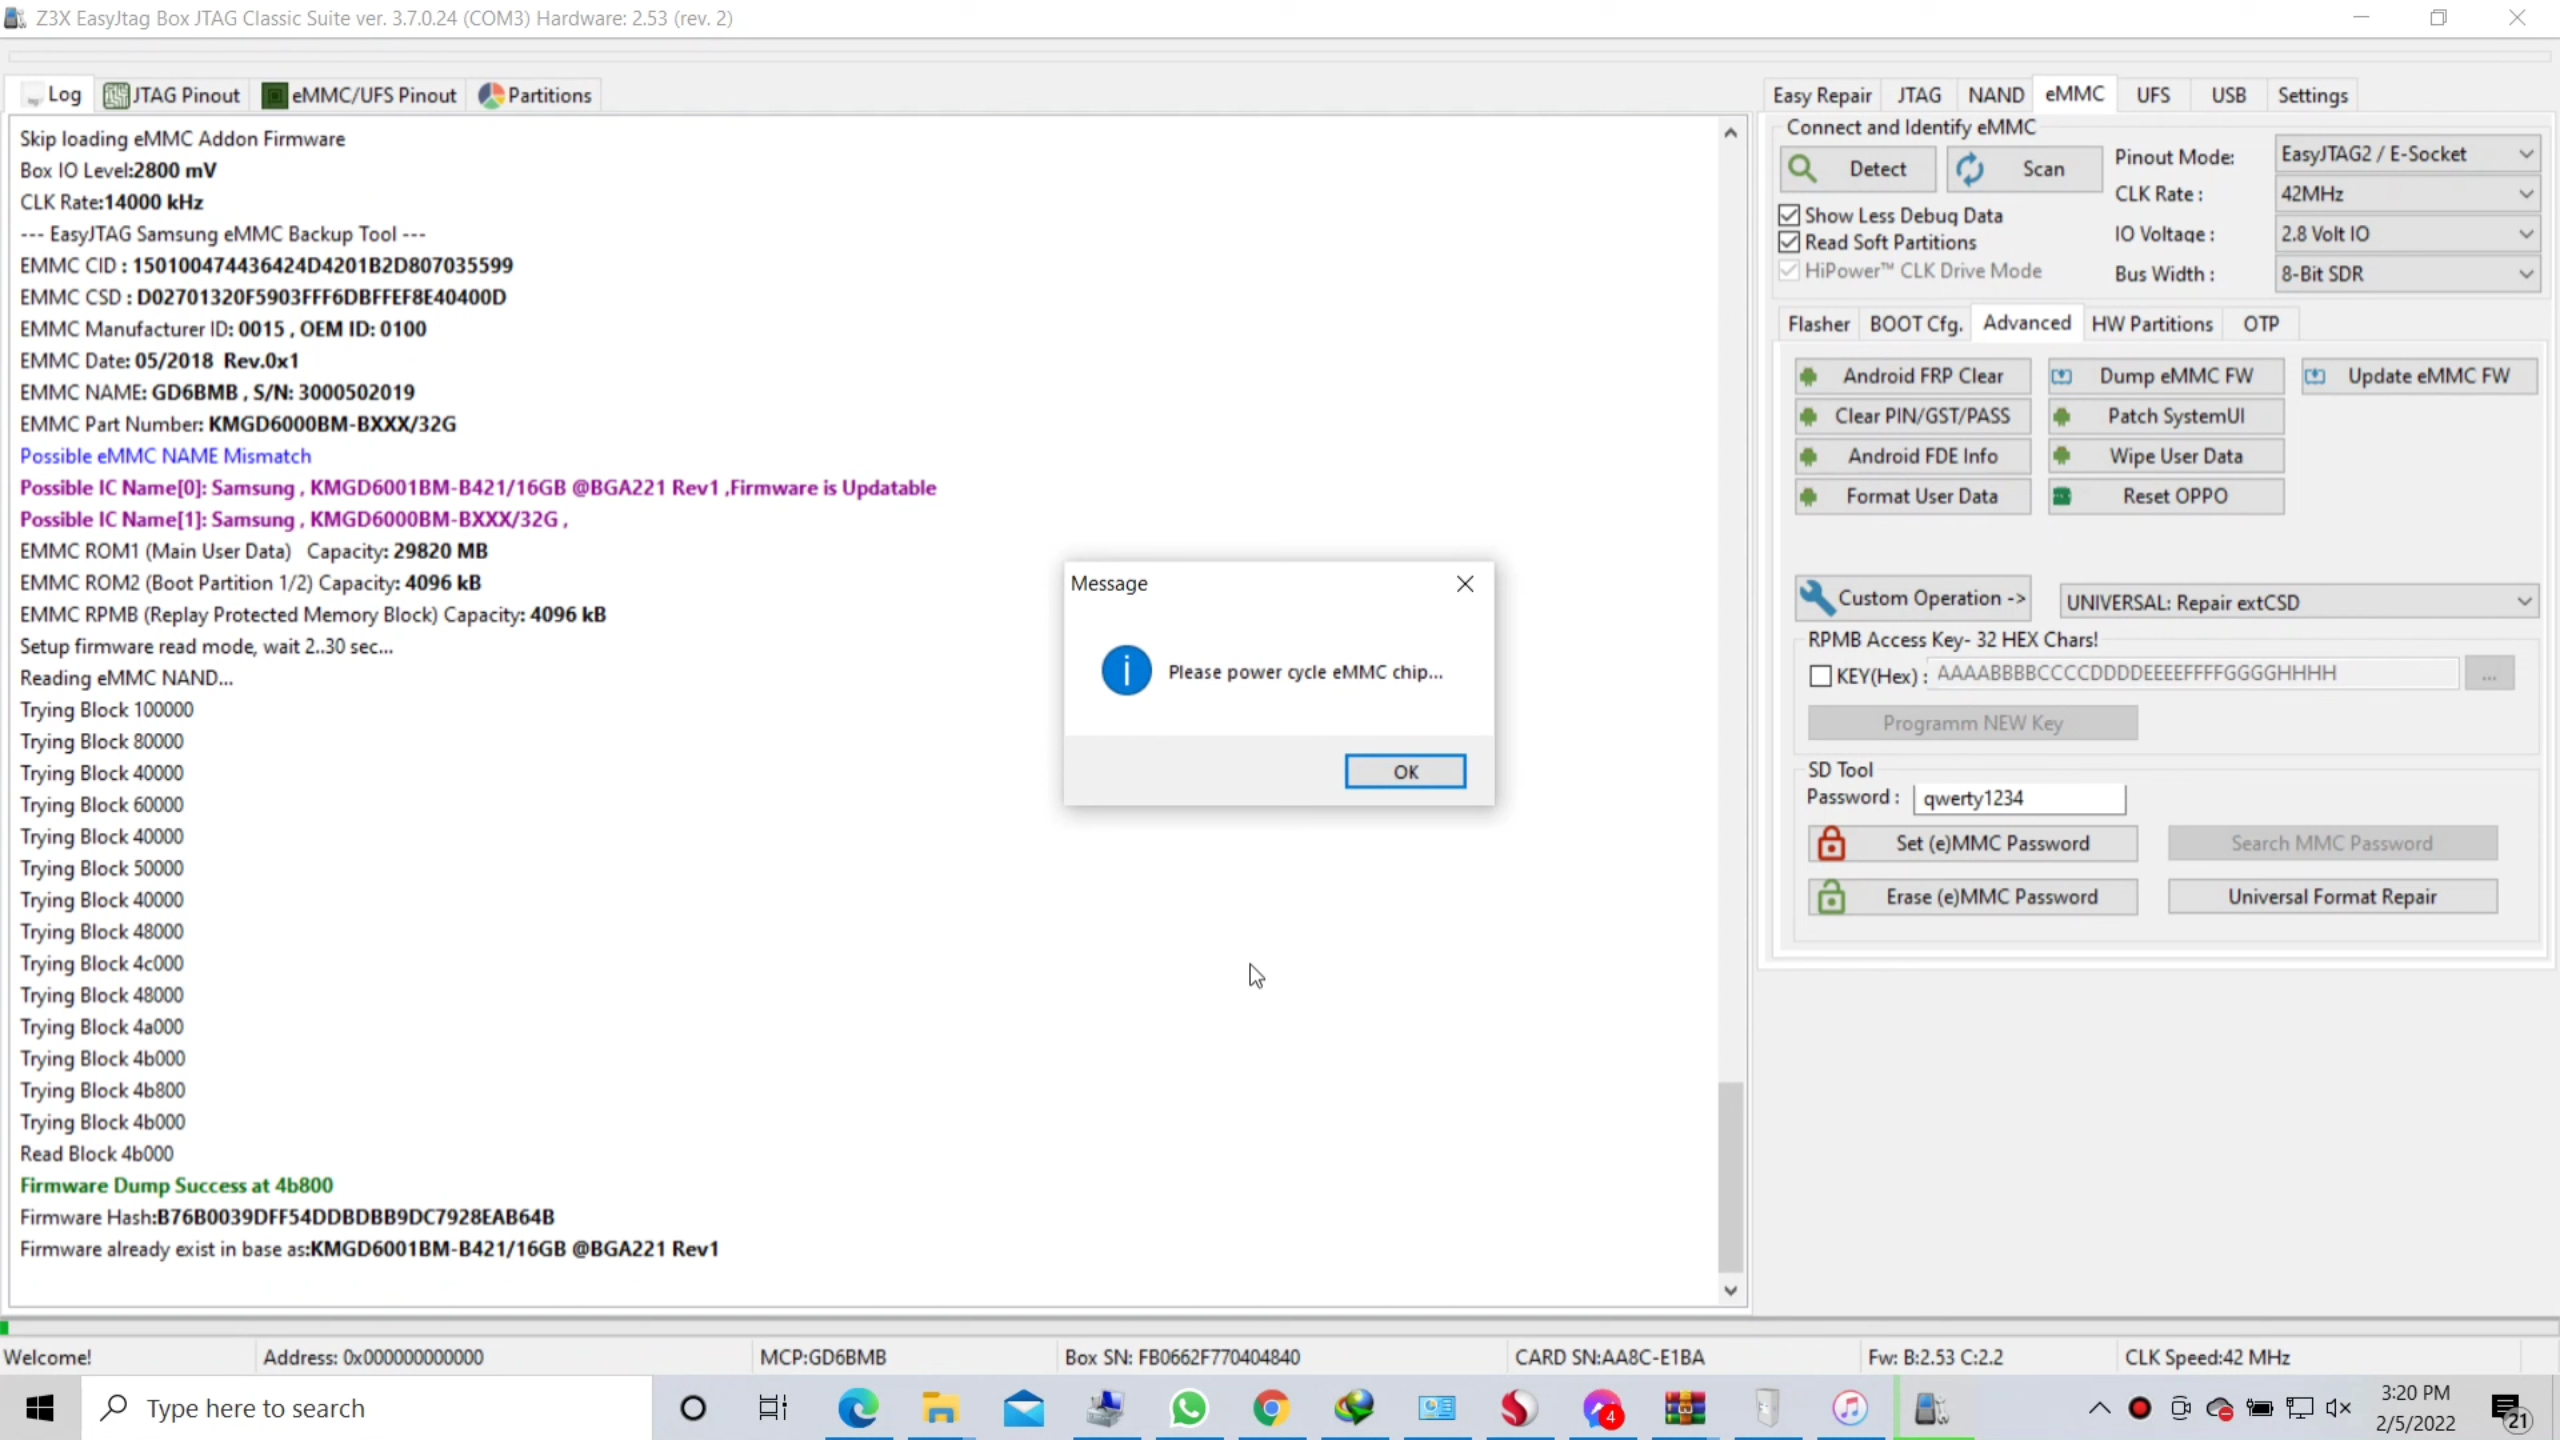 Z3X EasyJtag Box JTAG Classic Suite ver. 3.7.0.24 (COM3) Hardware: 2.53 (rev. 2)
Log JTAG Pinout eMMC/UFS Pinout Partitions
Skip loading eMMC Addon Firmware
Box IO Level:2800 mV
CLK Rate:14000 kHz
--- EasyJTAG Samsung eMMC Backup Tool ---
EMMC CID : 150100474436424D4201B2D807035599
EMMC CSD : D02701320F5903FFF6DBFFEF8E40400D
EMMC Manufacturer ID: 0015 , OEM ID: 0100
EMMC Date: 05/2018 Rev.0x1
EMMC NAME: GD6BMB , S/N: 3000502019
EMMC Part Number: KMGD6000BM-BXXX/32G
Possible eMMC NAME Mismatch
Possible IC Name[0]: Samsung , KMGD6001BM-B421/16GB @BGA221 Rev1 ,Firmware is Updatable
Possible IC Name[1]: Samsung , KMGD6000BM-BXXX/32G ,
EMMC ROM1 (Main User Data) Capacity: 29820 MB
EMMC ROM2 (Boot Partition 1/2) Capacity: 4096 kB
EMMC RPMB (Replay Protected Memory Block) Capacity: 4096 kB
Setup firmware read mode, wait 2..30 sec...
Reading eMMC NAND...
Trying Block 100000
Trying Block 80000
Trying Block 40000
Trying Block 60000
Trying Block 40000
Trying Block 50000
Trying Block 40000
Trying Block 48000
Trying Block 4c000
Trying Block 48000
Trying Block 4a000
Trying Block 4b000
Trying Block 4b800
Trying Block 4b000
Read Block 4b000
Firmware Dump Success at 4b800
Firmware Hash:B76B0039DFF54DDBDBB9DC7928EAB64B
Firmware already exist in base as:KMGD6001BM-B421/16GB @BGA221 Rev1
Message
Please power cycle eMMC chip...
OK
Easy Repair JTAG NAND eMMC UFS USB Settings
Connect and Identify eMMC
Detect Scan
Pinout Mode: EasyJTAG2 / E-Socket
CLK Rate : 42MHz
Show Less Debug Data
Read Soft Partitions
IO Voltage : 2.8 Volt IO
HiPower™ CLK Drive Mode
Bus Width : 8-Bit SDR
Flasher BOOT Cfg. Advanced HW Partitions OTP
Android FRP Clear Dump eMMC FW Update eMMC FW
Clear PIN/GST/PASS Patch SystemUI
Android FDE Info Wipe User Data
Format User Data Reset OPPO
Custom Operation -> UNIVERSAL: Repair extCSD
RPMB Access Key- 32 HEX Chars!
KEY(Hex) : AAAABBBBCCCCDDDDEEEEFFFFGGGGHHHH ...
Programm NEW Key
SD Tool
Password : qwerty1234
Set (e)MMC Password Search MMC Password
Erase (e)MMC Password Universal Format Repair
Welcome! Address: 0x000000000000 MCP:GD6BMB Box SN: FB0662F770404840 CARD SN:AA8C-E1BA Fw: B:2.53 C:2.2 CLK Speed:42 MHz
Type here to search
4
3:20 PM
2/5/2022
21